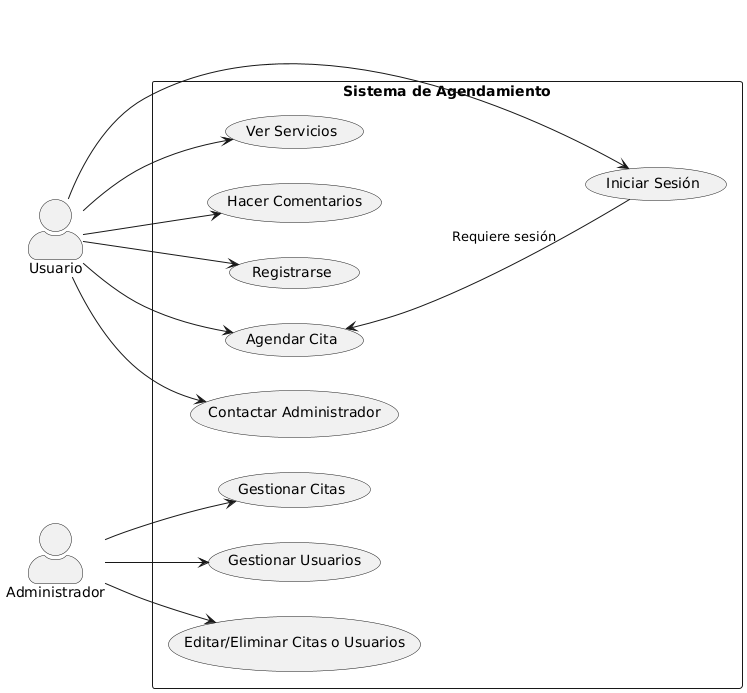 Sistema de Agendamiento
Ver Servicios
Iniciar Sesión
Hacer Comentarios
Requiere sesión
Usuario
Registrarse
Agendar Cita
Contactar Administrador
Gestionar Citas
Gestionar Usuarios
Administrador
Editar/Eliminar Citas o Usuarios